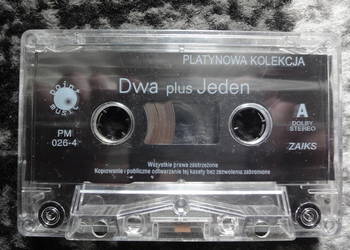 PLATYNOWA KOLEKCJA
Dwa plus Jeden
PM
026-4
A
DOLBY
STEREO
ZAIKS
Wszystkie prawa zastrzeżone
Kopiowanie i publiczne odtwarzanie tej kasety bez zezwolenia zabronione